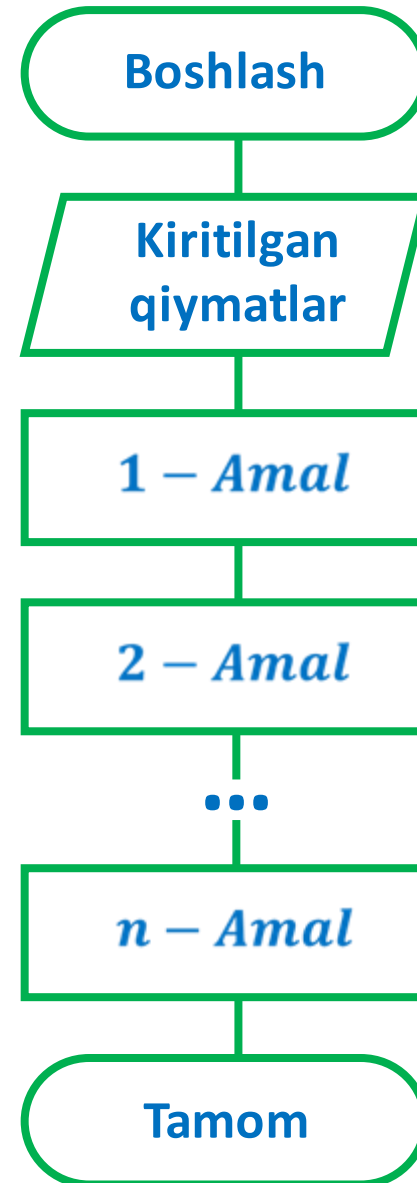 Boshlash
Kiritilgan
qiymatlar
1 − Amal
2 − Amal
...
n − Amal
Tamom